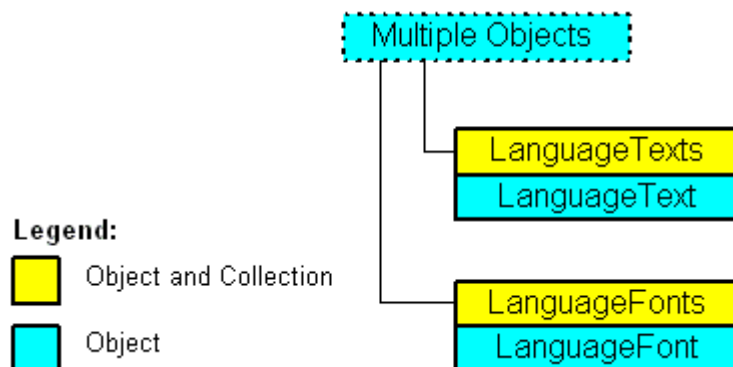 Multiple Objects
LanguageTexts
LanguageText
Legend:
Object and Collection
LanguageFonts
Object
LanguageFont